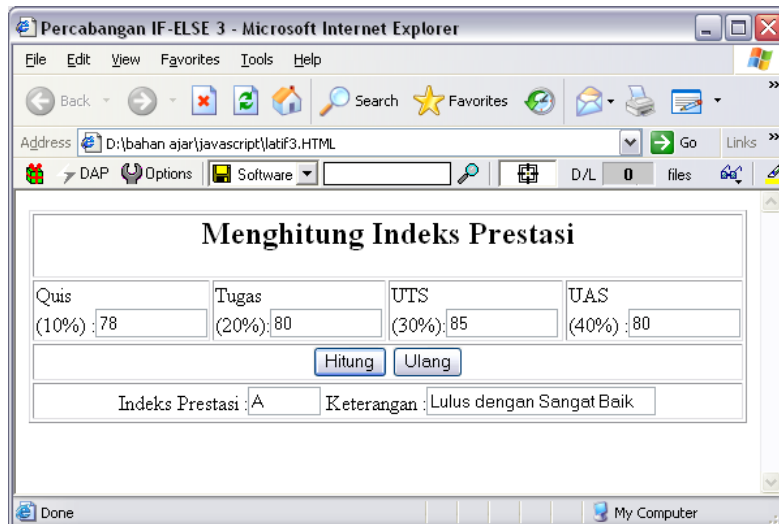 Percabangan IF-ELSE 3 - Microsoft Internet Explorer
File Edit View Favorites Tools Help
Back Search Favorites »
Address D:\bahan ajar\javascript\latif3.HTML Go Links »
DAP Options Software D/L 0 files
Menghitung Indeks Prestasi
Quis Tugas UTS UAS
(10%) : 78 (20%): 80 (30%): 85 (40%) : 80
Hitung Ulang
Indeks Prestasi : A Keterangan : Lulus dengan Sangat Baik
Done My Computer